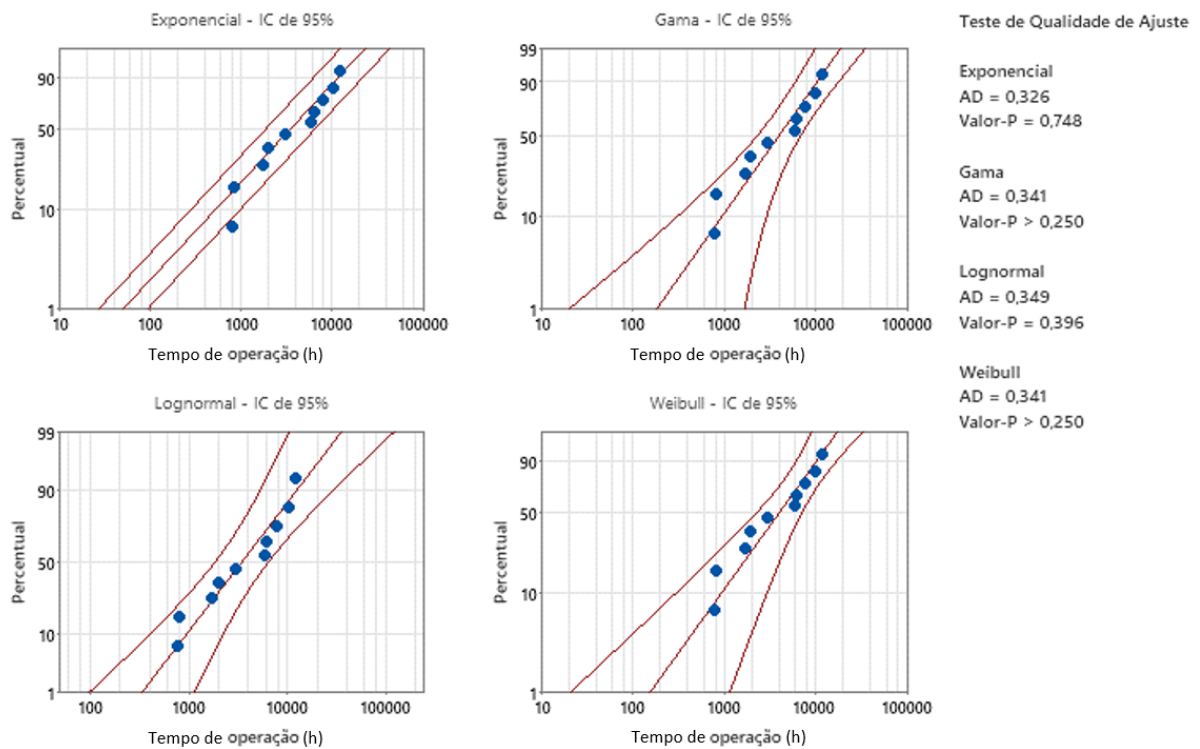 Exponencial - IC de 95%
Percentual
90
50
10
1
10 100 1000 10000 100000
Tempo de operação (h)
Gama - IC de 95%
Percentual
99
90
50
10
1
10 100 1000 10000 100000
Tempo de operação (h)
Lognormal - IC de 95%
Percentual
99
90
50
10
1
100 1000 10000 100000
Tempo de operação (h)
Weibull - IC de 95%
Percentual
90
50
10
1
10 100 1000 10000 100000
Tempo de operação (h)
Teste de Qualidade de Ajuste
Exponencial
AD = 0,326
Valor-P = 0,748
Gama
AD = 0,341
Valor-P > 0,250
Lognormal
AD = 0,349
Valor-P = 0,396
Weibull
AD = 0,341
Valor-P > 0,250